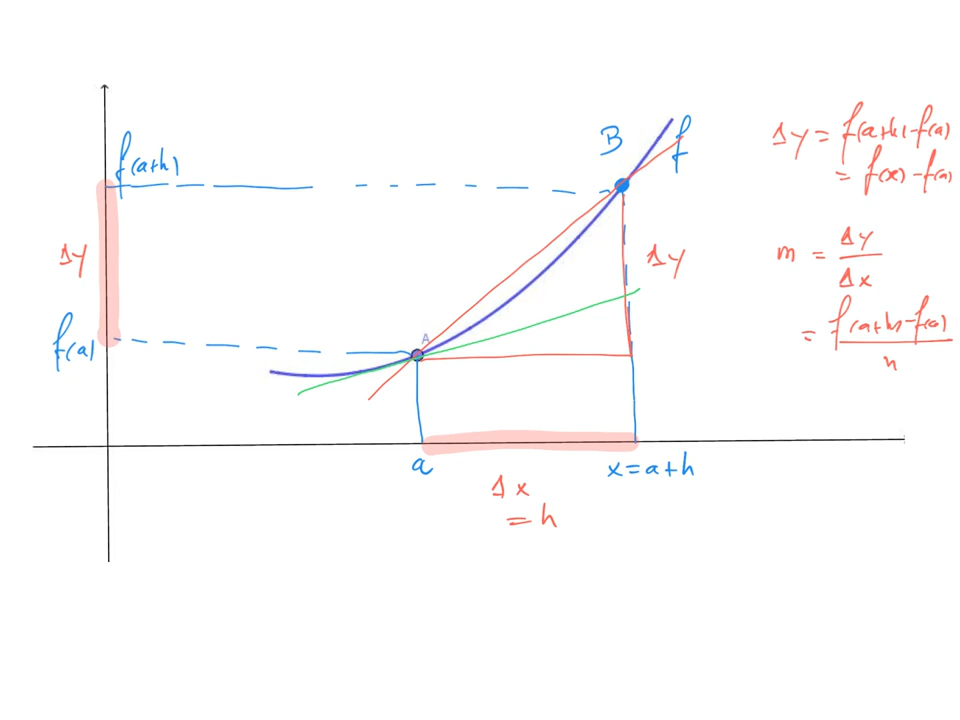 f(a+h)
B
f
Δy = f(a+h)-f(a)
= f(x)-f(a)
Δy
Δy
m = Δy/Δx
f(a)
A
= f(a+h)-f(a)/h
a
x=a+h
Δx
=h